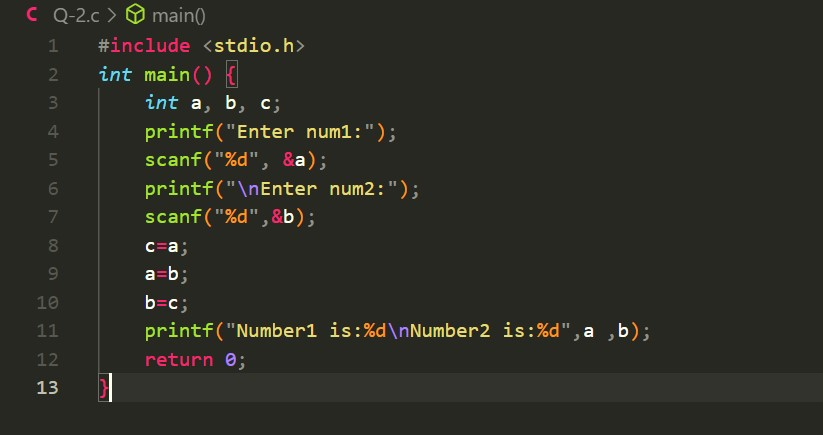 C Q-2.c > main()
1 #include <stdio.h>
2 int main() {
3     int a, b, c;
4     printf("Enter num1:");
5     scanf("%d", &a);
6     printf("\nEnter num2:");
7     scanf("%d",&b);
8     c=a;
9     a=b;
10     b=c;
11     printf("Number1 is:%d\nNumber2 is:%d",a ,b);
12     return 0;
13 }